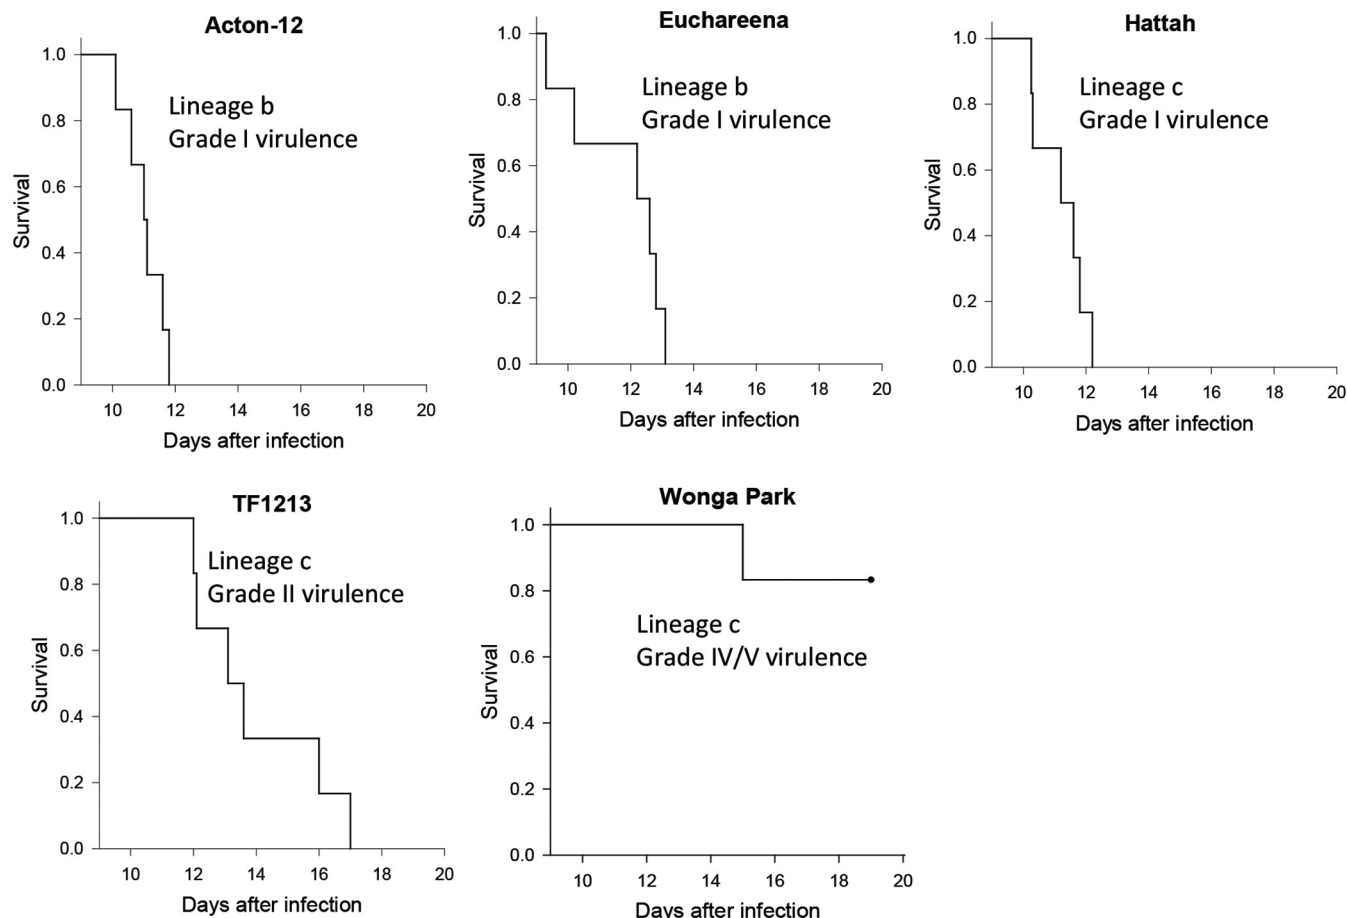 Acton-12
Lineage b
Grade I virulence
Survival
1.0
0.8
0.6
0.4
0.2
0.0
10 12 14 16 18 20
Days after infection
Euchareena
Lineage b
Grade I virulence
Survival
1.0
0.8
0.6
0.4
0.2
0.0
10 12 14 16 18 20
Days after infection
Hattah
Lineage c
Grade I virulence
Survival
1.0
0.8
0.6
0.4
0.2
0.0
10 12 14 16 18 20
Days after infection
TF1213
Lineage c
Grade II virulence
Survival
1.0
0.8
0.6
0.4
0.2
0.0
10 12 14 16 18 20
Days after infection
Wonga Park
Lineage c
Grade IV/V virulence
Survival
1.0
0.8
0.6
0.4
0.2
0.0
10 12 14 16 18 20
Days after infection